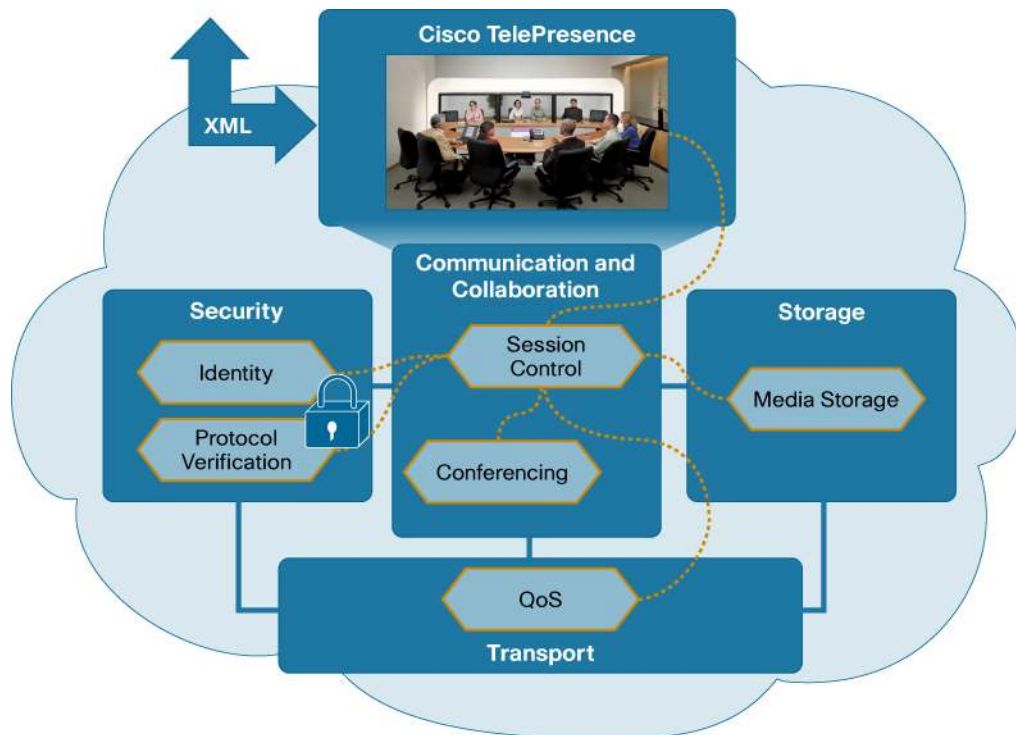 Cisco TelePresence
XML
Communication and
Collaboration
Security
Storage
Session
Control
Identity
Media Storage
Protocol
Verification
Conferencing
QoS
Transport